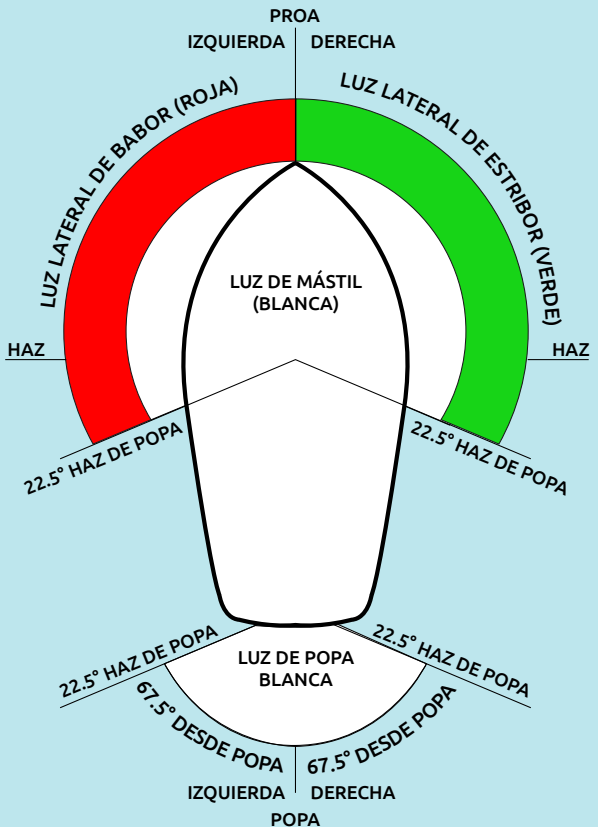 PROA
IZQUIERDA DERECHA
LUZ LATERAL DE BABOR (ROJA)
LUZ LATERAL DE ESTRIBOR (VERDE)
LUZ DE MÁSTIL
(BLANCA)
HAZ
HAZ
22.5° HAZ DE POPA
22.5° HAZ DE POPA
22.5° HAZ DE POPA
22.5° HAZ DE POPA
LUZ DE POPA
BLANCA
67.5° DESDE POPA
67.5° DESDE POPA
IZQUIERDA DERECHA
POPA